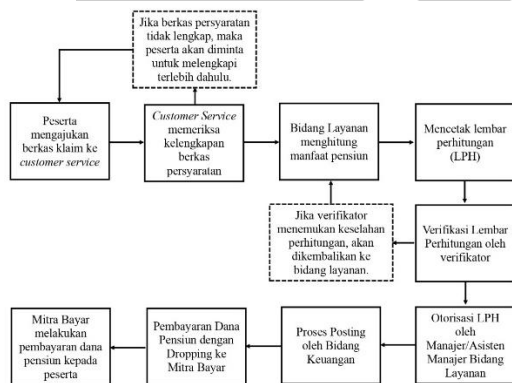 Jika berkas persyaratan
tidak lengkap, maka
peserta akan diminta
untuk melengkapi
terlebih dahulu.
Peserta
mengajukan
berkas klaim ke
customer service
Customer Service
memeriksa
kelengkapan
berkas
persyaratan
Bidang Layanan
menghitung
manfaat pensiun
Mencetak lembar
perhitungan
(LPH)
Jika verifikator
menemukan keselahan
perhitungan, akan
dikembalikan ke
bidang layanan.
Verifikasi Lembar
Perhitungan oleh
verifikator
Mitra Bayar
melakukan
pembayaran dana
pensiun kepada
peserta
Pembayaran Dana
Pensiun dengan
Dropping ke
Mitra Bayar
Proses Posting
oleh Bidang
Keuangan
Otorisasi LPH
oleh
Manajer/Asisten
Manajer Bidang
Layanan